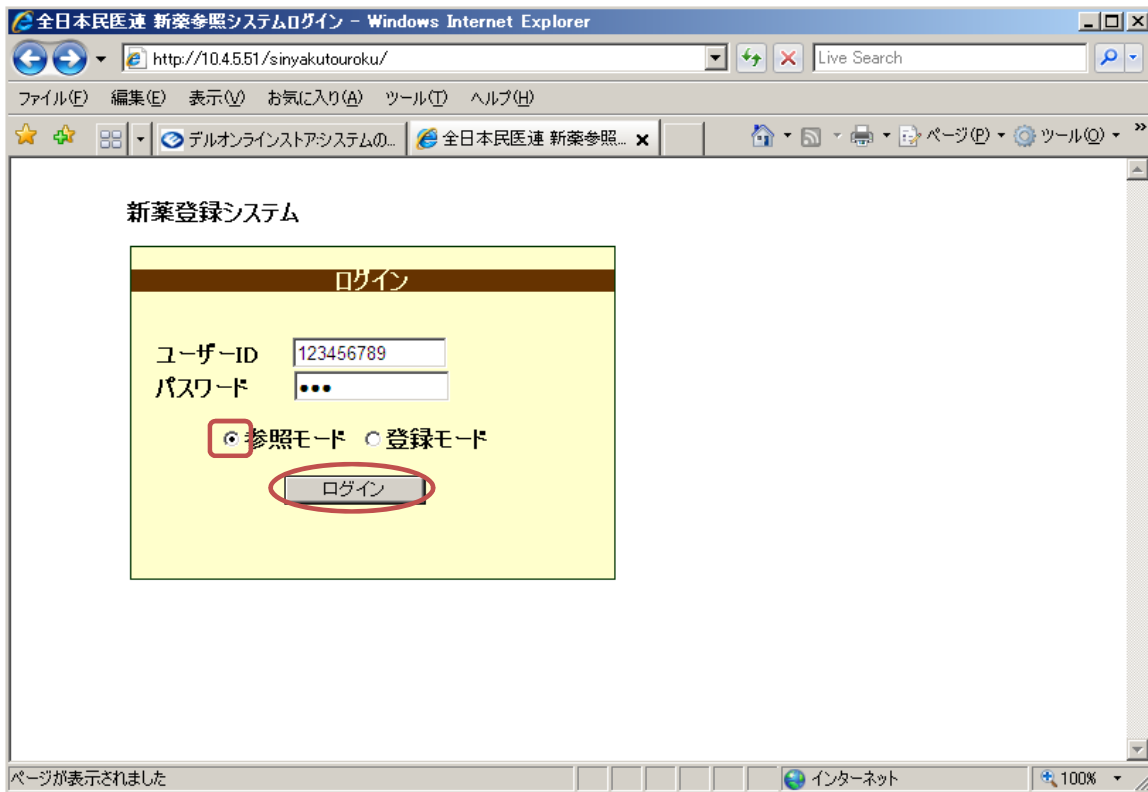 全日本民医連 新薬参照システムログイン - Windows Internet Explorer
http://10.4.5.51/sinyakutouroku/
Live Search
ファイル(F) 編集(E) 表示(V) お気に入り(A) ツール(T) ヘルプ(H)
デルオンラインストア:システムの... 全日本民医連 新薬参照... ページ(P) ツール(O) »
新薬登録システム
ログイン
ユーザーID 123456789
パスワード •••
参照モード 登録モード
ログイン
ページが表示されました インターネット 100%